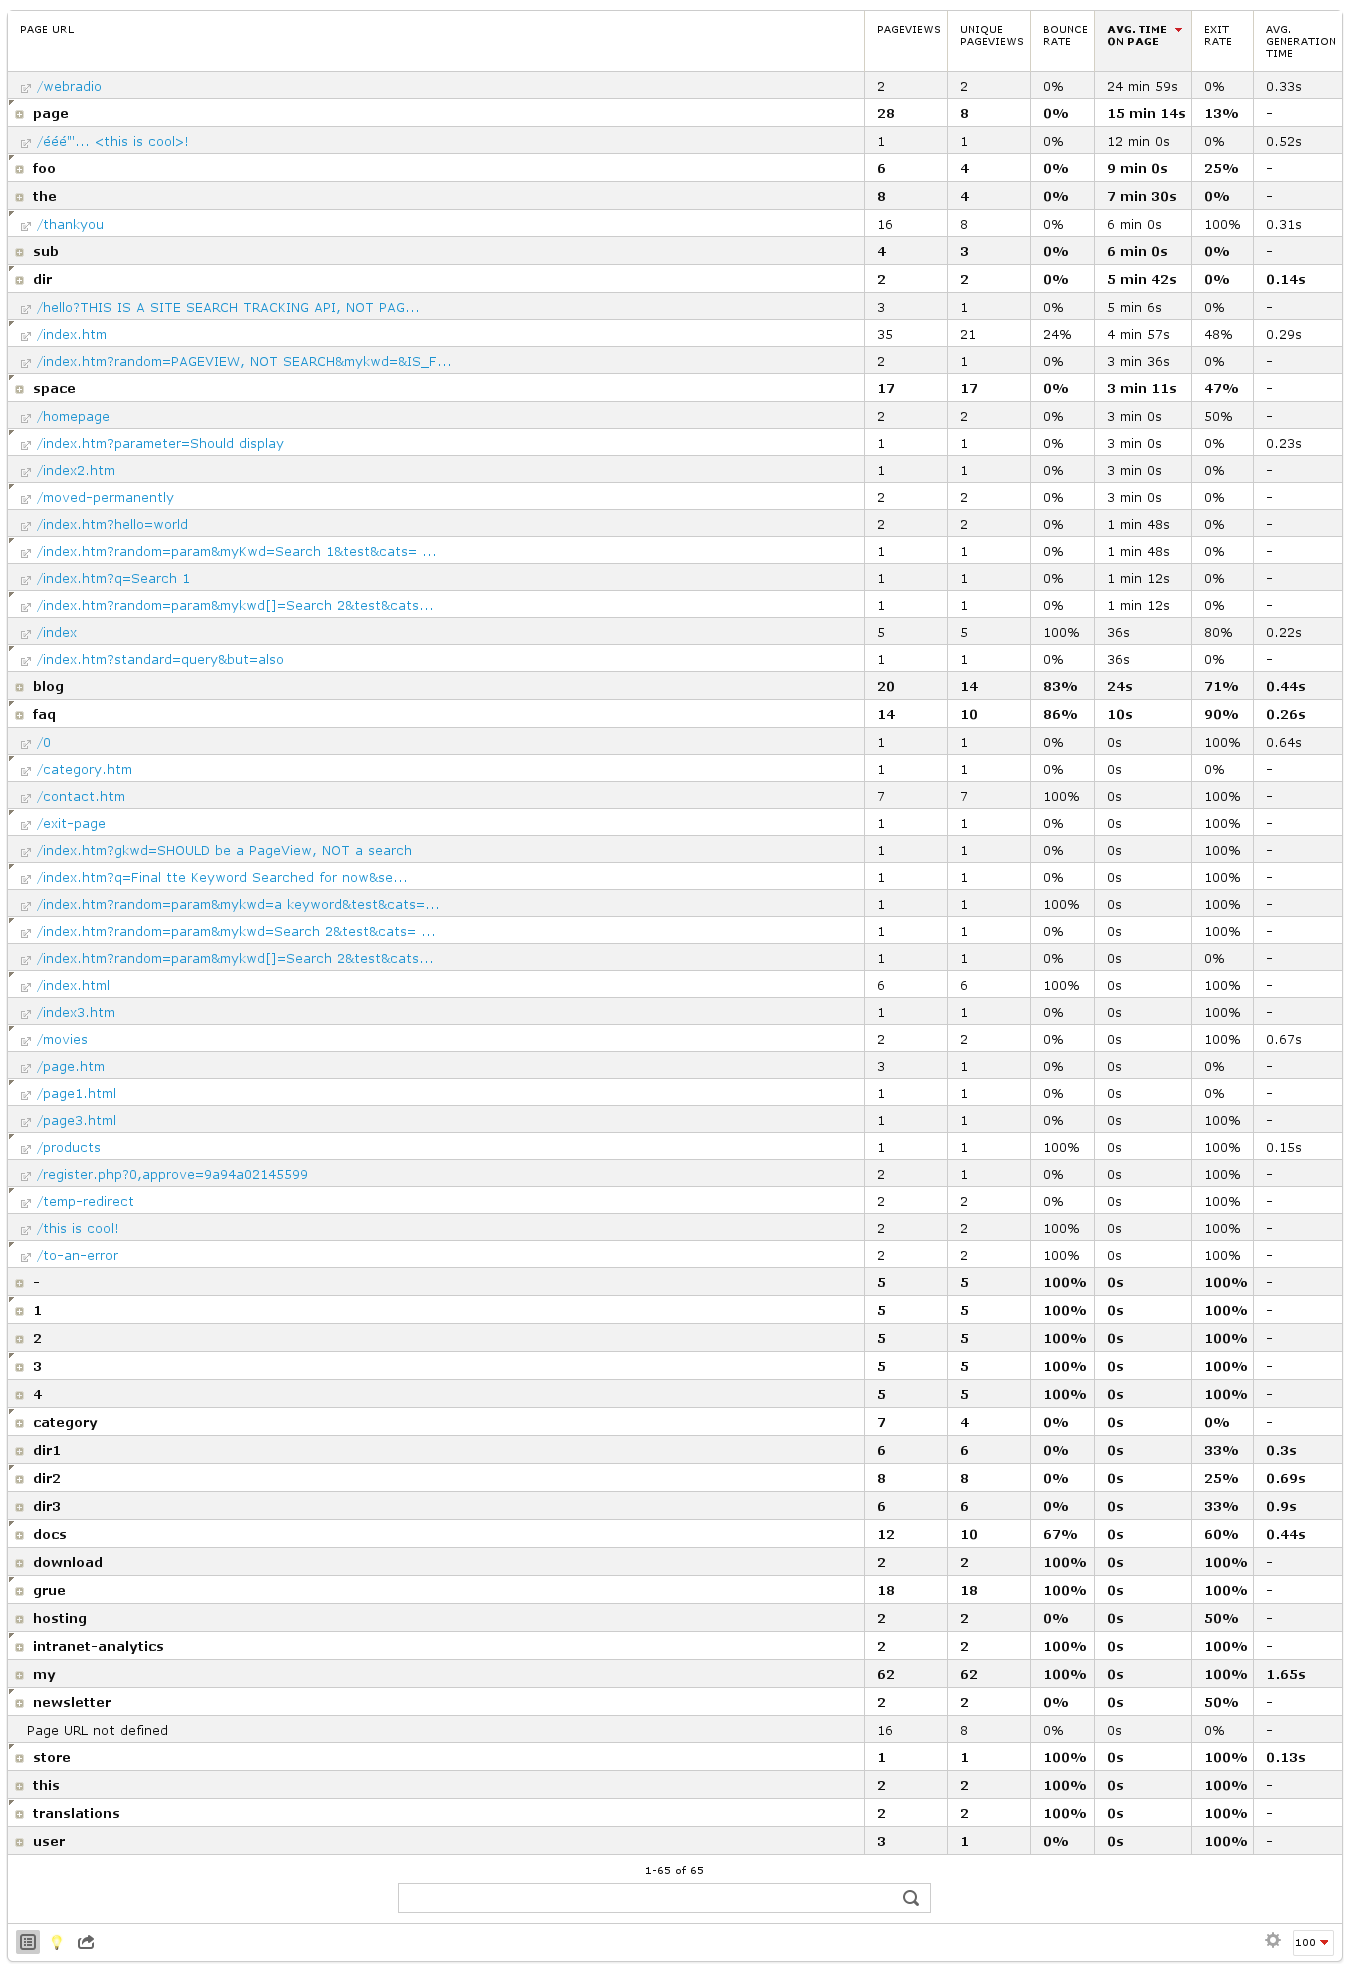 PAGE URL PAGEVIEWS UNIQUE PAGEVIEWS BOUNCE RATE AVG. TIME ON PAGE EXIT RATE AVG. GENERATION TIME
/webradio 2 2 0% 24 min 59s 0% 0.33s
page 28 8 0% 15 min 14s 13% -
/ééé"'... <this is cool>! 1 1 0% 12 min 0s 0% 0.52s
foo 6 4 0% 9 min 0s 25% -
the 8 4 0% 7 min 30s 0% -
/thankyou 16 8 0% 6 min 0s 100% 0.31s
sub 4 3 0% 6 min 0s 0% -
dir 2 2 0% 5 min 42s 0% 0.14s
/hello?THIS IS A SITE SEARCH TRACKING API, NOT PAG... 3 1 0% 5 min 6s 0% -
/index.htm 35 21 24% 4 min 57s 48% 0.29s
/index.htm?random=PAGEVIEW, NOT SEARCH&mykwd=&IS_F... 2 1 0% 3 min 36s 0% -
space 17 17 0% 3 min 11s 47% -
/homepage 2 2 0% 3 min 0s 50% -
/index.htm?parameter=Should display 1 1 0% 3 min 0s 0% 0.23s
/index2.htm 1 1 0% 3 min 0s 0% -
/moved-permanently 2 2 0% 3 min 0s 0% -
/index.htm?hello=world 2 2 0% 1 min 48s 0% -
/index.htm?random=param&myKwd=Search 1&test&cats= ... 1 1 0% 1 min 48s 0% -
/index.htm?q=Search 1 1 1 0% 1 min 12s 0% -
/index.htm?random=param&mykwd[]=Search 2&test&cats... 1 1 0% 1 min 12s 0% -
/index 5 5 100% 36s 80% 0.22s
/index.htm?standard=query&but=also 1 1 0% 36s 0% -
blog 20 14 83% 24s 71% 0.44s
faq 14 10 86% 10s 90% 0.26s
/0 1 1 0% 0s 100% 0.64s
/category.htm 1 1 0% 0s 0% -
/contact.htm 7 7 100% 0s 100% -
/exit-page 1 1 0% 0s 100% -
/index.htm?gkwd=SHOULD be a PageView, NOT a search 1 1 0% 0s 100% -
/index.htm?q=Final tte Keyword Searched for now&se... 1 1 0% 0s 100% -
/index.htm?random=param&mykwd=a keyword&test&cats=... 1 1 100% 0s 100% -
/index.htm?random=param&mykwd=Search 2&test&cats= ... 1 1 0% 0s 100% -
/index.htm?random=param&mykwd[]=Search 2&test&cats... 1 1 0% 0s 0% -
/index.html 6 6 100% 0s 100% -
/index3.htm 1 1 0% 0s 100% -
/movies 2 2 0% 0s 100% 0.67s
/page.htm 3 1 0% 0s 0% -
/page1.html 1 1 0% 0s 0% -
/page3.html 1 1 0% 0s 100% -
/products 1 1 100% 0s 100% 0.15s
/register.php?0,approve=9a94a02145599 2 1 0% 0s 100% -
/temp-redirect 2 2 0% 0s 100% -
/this is cool! 2 2 100% 0s 100% -
/to-an-error 2 2 100% 0s 100% -
- 5 5 100% 0s 100% -
1 5 5 100% 0s 100% -
2 5 5 100% 0s 100% -
3 5 5 100% 0s 100% -
4 5 5 100% 0s 100% -
category 7 4 0% 0s 0% -
dir1 6 6 0% 0s 33% 0.3s
dir2 8 8 0% 0s 25% 0.69s
dir3 6 6 0% 0s 33% 0.9s
docs 12 10 67% 0s 60% 0.44s
download 2 2 100% 0s 100% -
grue 18 18 100% 0s 100% -
hosting 2 2 0% 0s 50% -
intranet-analytics 2 2 100% 0s 100% -
my 62 62 100% 0s 100% 1.65s
newsletter 2 2 0% 0s 50% -
Page URL not defined 16 8 0% 0s 0% -
store 1 1 100% 0s 100% 0.13s
this 2 2 100% 0s 100% -
translations 2 2 100% 0s 100% -
user 3 1 0% 0s 100% -
1-65 of 65
100